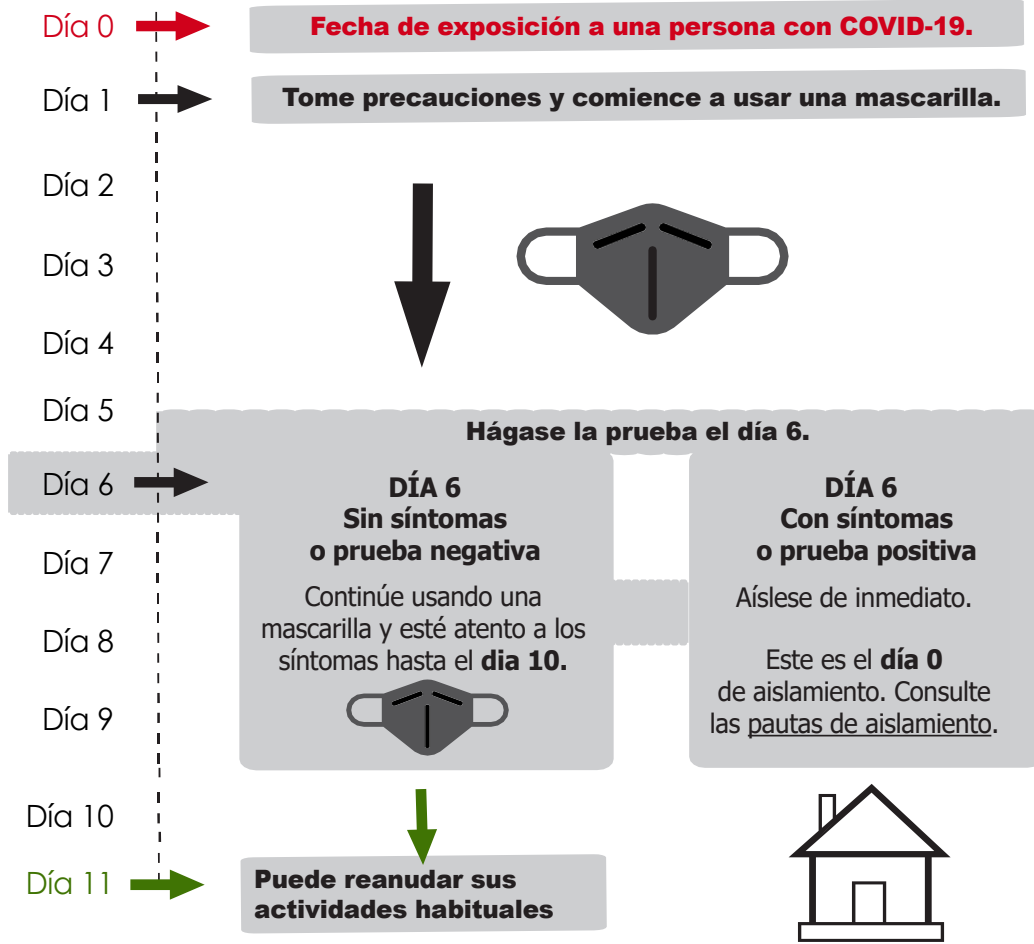 Día 0
Fecha de exposición a una persona con COVID-19.
Día 1
Tome precauciones y comience a usar una mascarilla.
Día 2
Día 3
Día 4
Día 5
Hágase la prueba el día 6.
Día 6
DÍA 6
Sin síntomas
o prueba negativa
Continúe usando una
mascarilla y esté atento a los
síntomas hasta el dia 10.
DÍA 6
Con síntomas
o prueba positiva
Aíslese de inmediato.
Este es el día 0
de aislamiento. Consulte
las pautas de aislamiento.
Día 7
Día 8
Día 9
Día 10
Día 11
Puede reanudar sus
actividades habituales